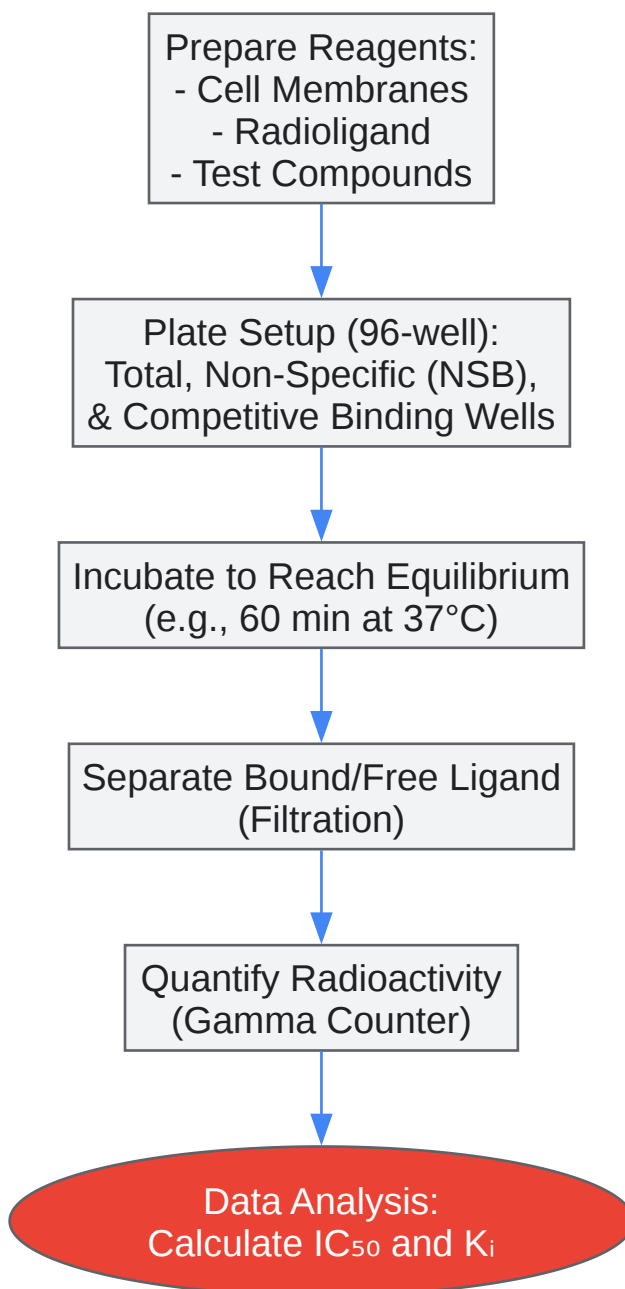 Prepare Reagents:
- Cell Membranes
- Radioligand
- Test Compounds
Plate Setup (96-well):
Total, Non-Specific (NSB),
& Competitive Binding Wells
Incubate to Reach Equilibrium
(e.g., 60 min at 37°C)
Separate Bound/Free Ligand
(Filtration)
Quantify Radioactivity
(Gamma Counter)
Data Analysis:
Calculate IC₅₀ and Kᵢ